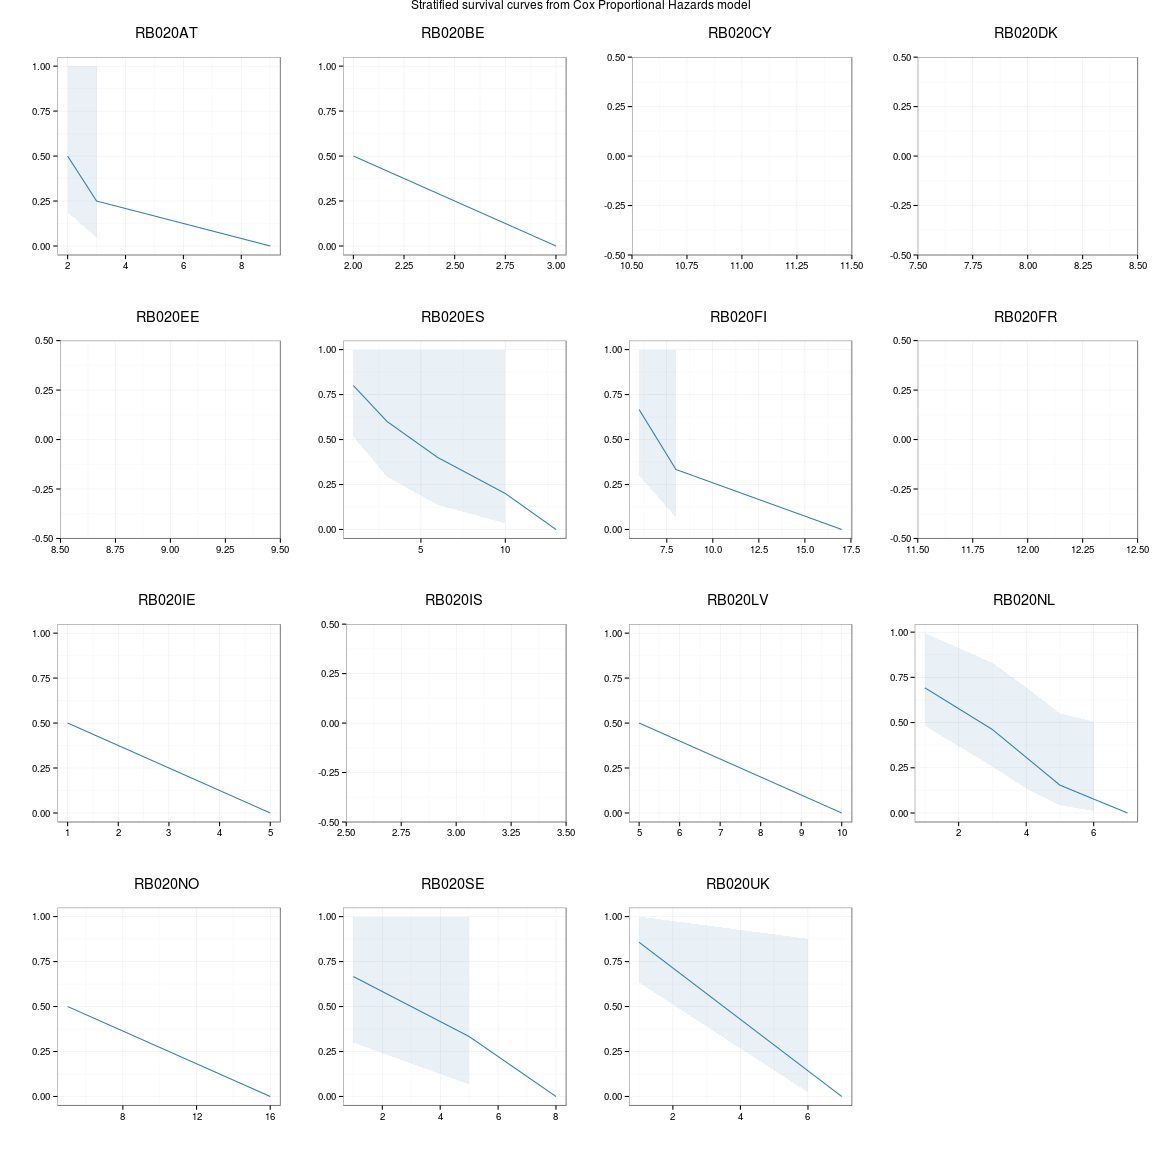 Stratified survival curves from Cox Proportional Hazards model
RB020AT RB020BE RB020CY RB020DK
1.00 1.00 0.50 0.50
0.75 0.75 0.25 0.25
0.50 0.50 0.00 0.00
0.25 0.25 -0.25 -0.25
0.00 0.00 -0.50 -0.50
2 4 6 8 2.00 2.25 2.50 2.75 3.00 10.50 10.75 11.00 11.25 11.50 7.50 7.75 8.00 8.25 8.50
RB020EE RB020ES RB020FI RB020FR
0.50 1.00 1.00 0.50
0.25 0.75 0.75 0.25
0.00 0.50 0.50 0.00
-0.25 0.25 0.25 -0.25
-0.50 0.00 0.00 -0.50
8.50 8.75 9.00 9.25 9.50 5 10 7.5 10.0 12.5 15.0 17.5 11.50 11.75 12.00 12.25 12.50
RB020IE RB020IS RB020LV RB020NL
1.00 0.50 1.00 1.00
0.75 0.25 0.75 0.75
0.50 0.00 0.50 0.50
0.25 -0.25 0.25 0.25
0.00 -0.50 0.00 0.00
1 2 3 4 5 2.50 2.75 3.00 3.25 3.50 5 6 7 8 9 10 2 4 6
RB020NO RB020SE RB020UK
1.00 1.00 1.00
0.75 0.75 0.75
0.50 0.50 0.50
0.25 0.25 0.25
0.00 0.00 0.00
8 12 16 2 4 6 8 2 4 6